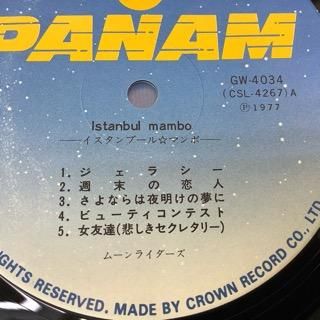 PANAM
GW-4034
(CSL-4267)A
Ⓟ1977
Istanbul mambo
―イスタンブール☆マンボ―
1. ジェラシー
2. 週末の恋人
3. さよならは夜明けの夢に
4. ビューティコンテスト
5. 女友達(悲しきセクレタリー)
ムーンライダーズ
RIGHTS RESERVED. MADE BY CROWN RECORD CO., LTD.